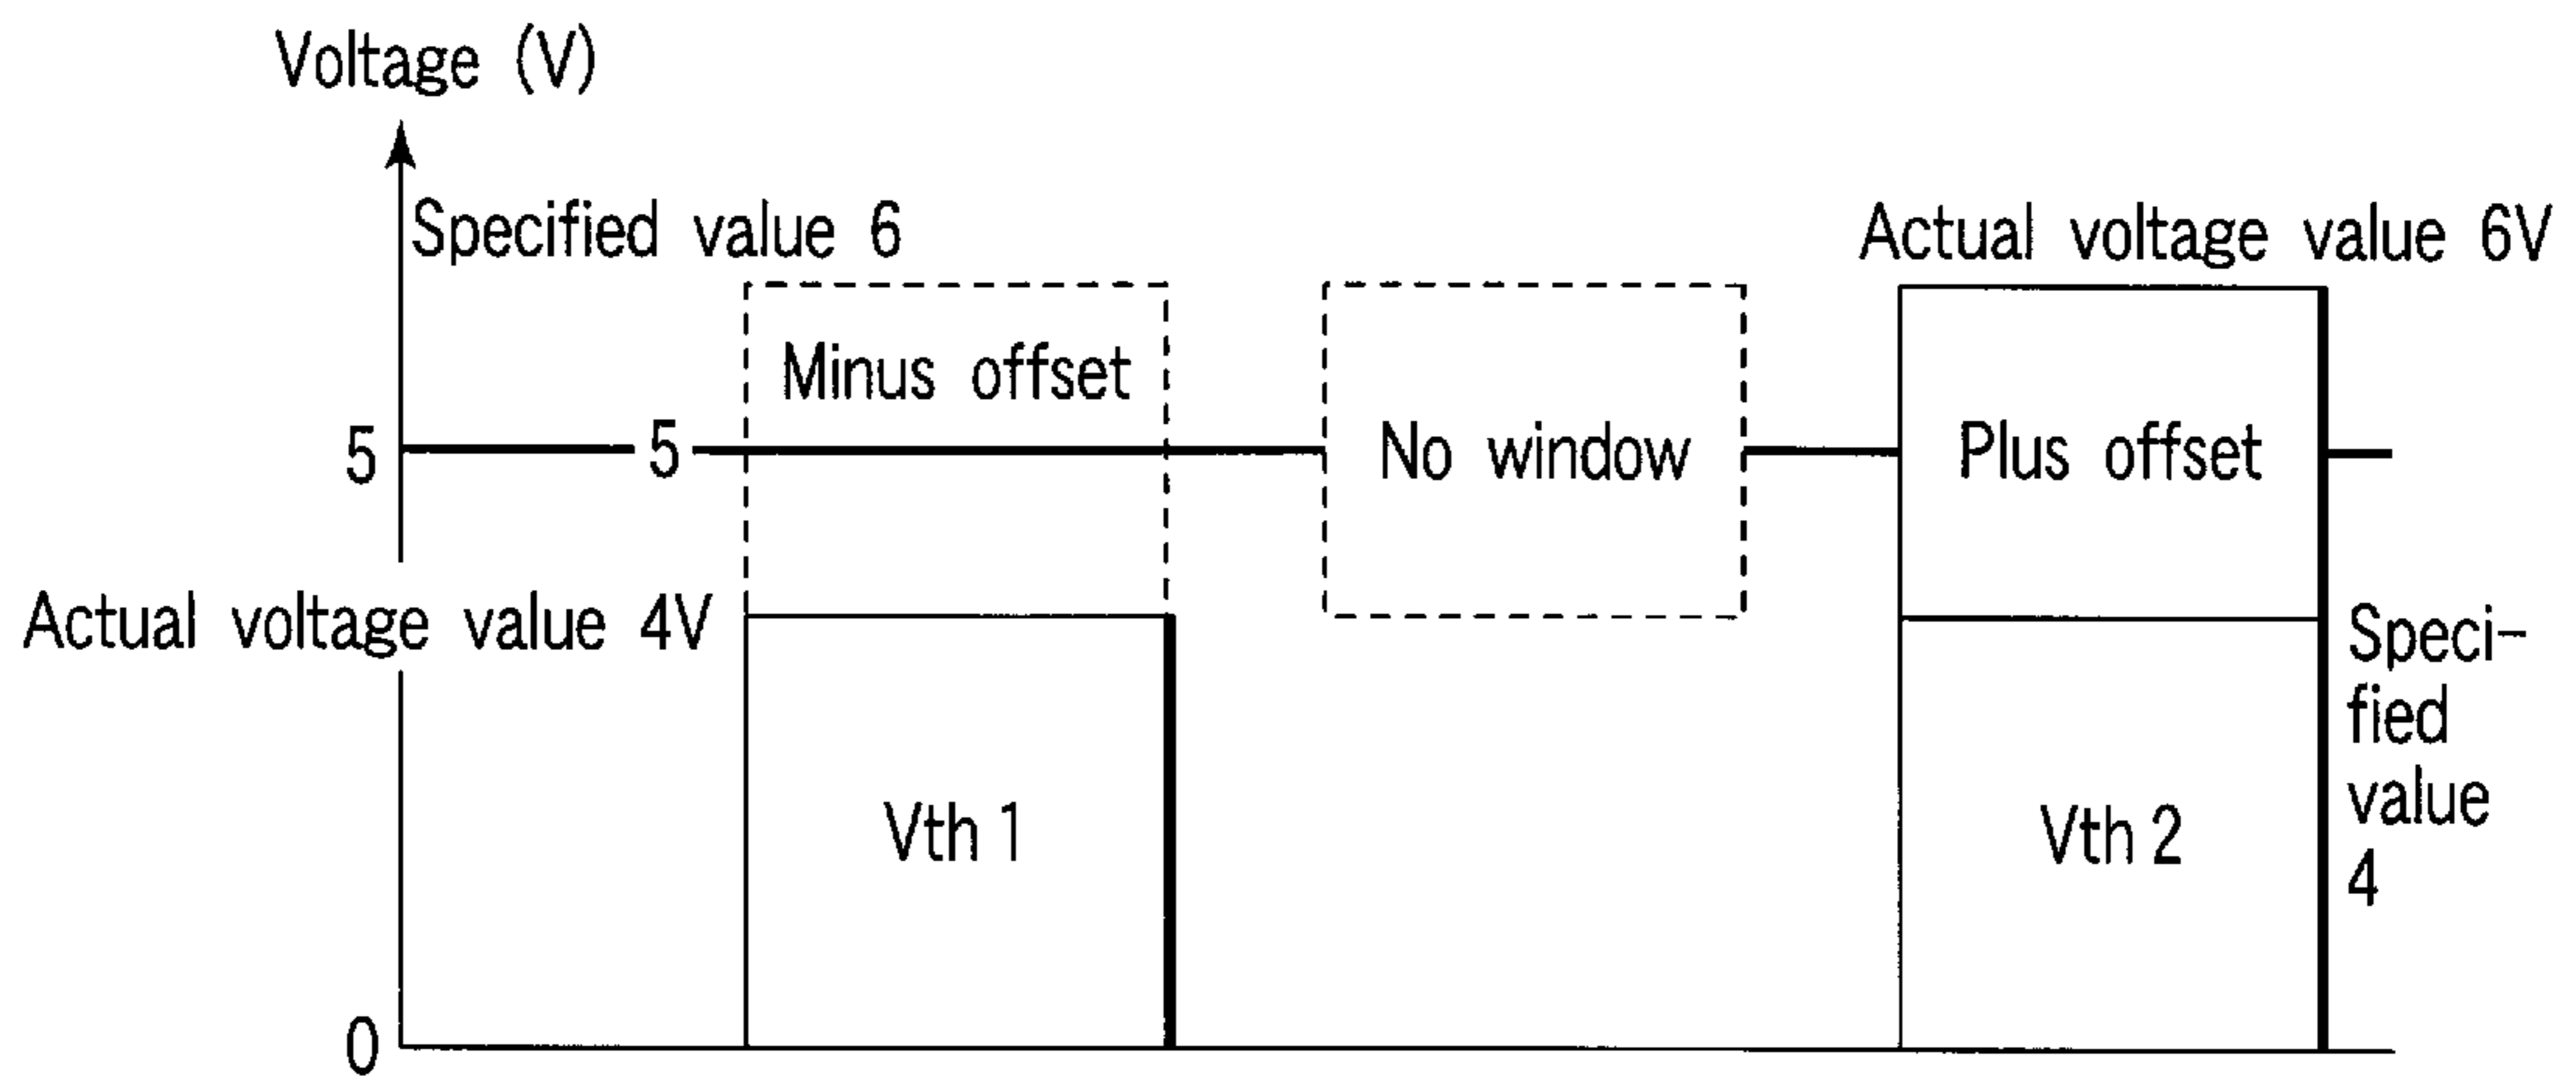 Voltage (V)
Specified value 6
Actual voltage value 6V
Minus offset
5
5
No window
Plus offset
Actual voltage value 4V
Speci-
fied
value
4
Vth 1
Vth 2
0